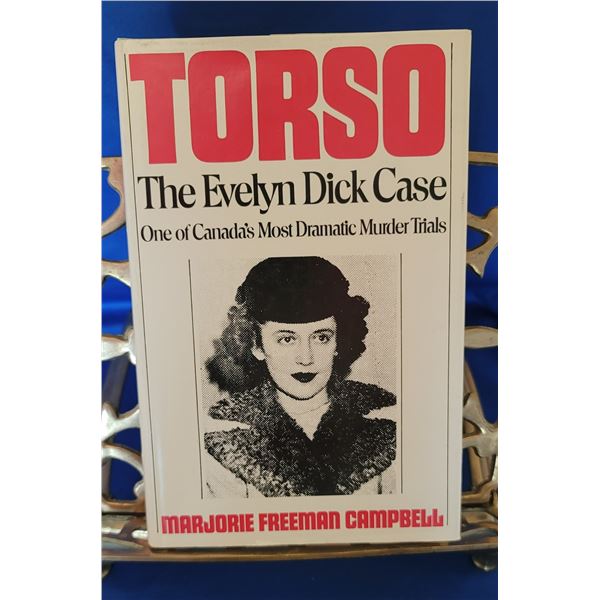 TORSO
The Evelyn Dick Case
One of Canada's Most Dramatic Murder Trials
MARJORIE FREEMAN CAMPBELL